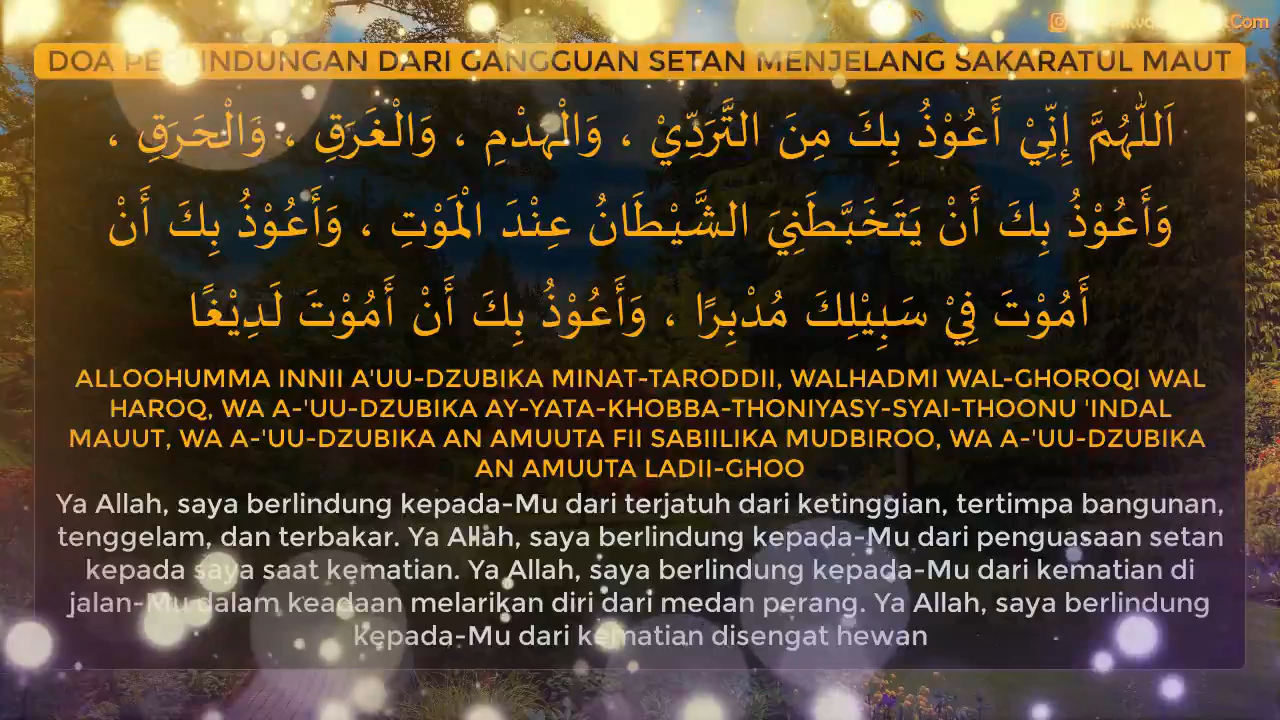 DOA PERLINDUNGAN DARI GANGGUAN SETAN MENJELANG SAKARATUL MAUT
اَللّٰهُمَّ إِنِّيْ أَعُوْذُ بِكَ مِنَ التَّرَدِّيْ ، وَالْهَدْمِ ، وَالْغَرَقِ ، وَالْحَرَقِ ،
وَأَعُوْذُ بِكَ أَنْ يَتَخَبَّطَنِيَ الشَّيْطَانُ عِنْدَ الْمَوْتِ ، وَأَعُوْذُ بِكَ أَنْ
أَمُوْتَ فِيْ سَبِيْلِكَ مُدْبِرًا ، وَأَعُوْذُ بِكَ أَنْ أَمُوْتَ لَدِيْغًا
ALLOOHUMMA INNII A'UU-DZUBIKA MINAT-TARODDII, WALHADMI WAL-GHOROQI WAL
HAROQ, WA A-'UU-DZUBIKA AY-YATA-KHOBBA-THONIYASY-SYAI-THOONU 'INDAL
MAUUT, WA A-'UU-DZUBIKA AN AMUUTA FII SABIILIKA MUDBIROO, WA A-'UU-DZUBIKA
AN AMUUTA LADII-GHOO
Ya Allah, saya berlindung kepada-Mu dari terjatuh dari ketinggian, tertimpa bangunan,
tenggelam, dan terbakar. Ya Allah, saya berlindung kepada-Mu dari penguasaan setan
kepada saya saat kematian. Ya Allah, saya berlindung kepada-Mu dari kematian di
jalan-Mu dalam keadaan melarikan diri dari medan perang. Ya Allah, saya berlindung
kepada-Mu dari kematian disengat hewan